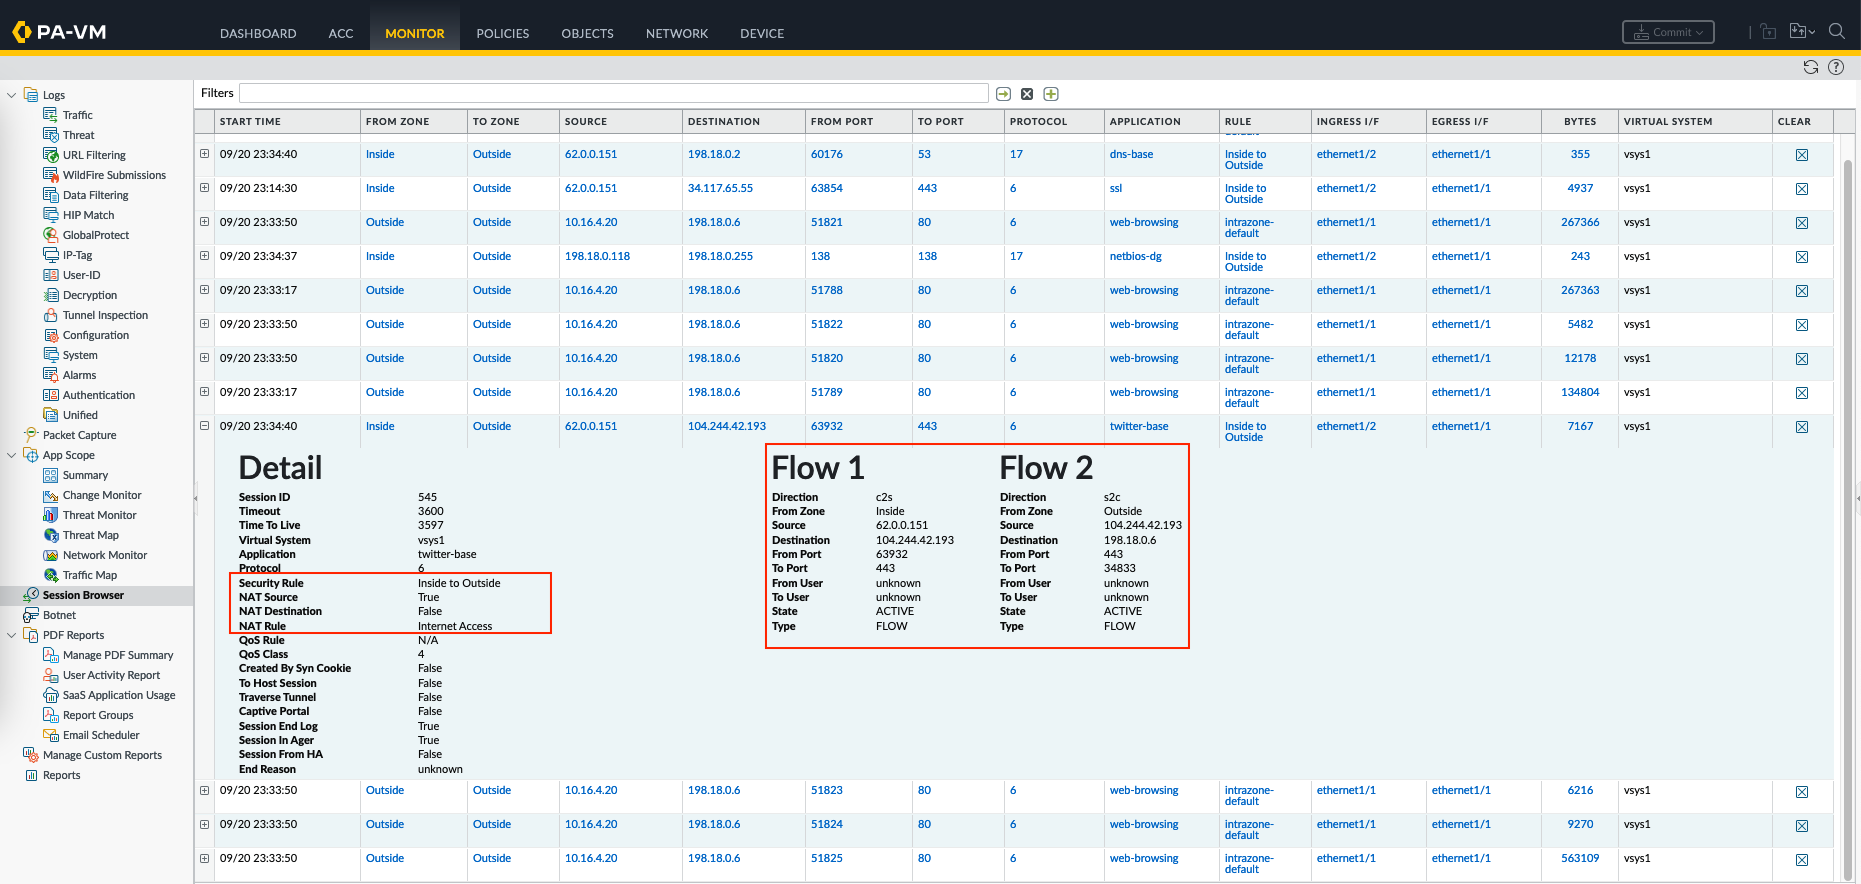 PA-VM
DASHBOARD ACC MONITOR POLICIES OBJECTS NETWORK DEVICE Commit
Filters
Logs
Traffic
Threat
URL Filtering
WildFire Submissions
Data Filtering
HIP Match
GlobalProtect
IP-Tag
User-ID
Decryption
Tunnel Inspection
Configuration
System
Alarms
Authentication
Unified
Packet Capture
App Scope
Summary
Change Monitor
Threat Monitor
Threat Map
Network Monitor
Traffic Map
Session Browser
Botnet
PDF Reports
Manage PDF Summary
User Activity Report
SaaS Application Usage
Report Groups
Email Scheduler
Manage Custom Reports
Reports
START TIME FROM ZONE TO ZONE SOURCE DESTINATION FROM PORT TO PORT PROTOCOL APPLICATION RULE INGRESS I/F EGRESS I/F BYTES VIRTUAL SYSTEM CLEAR
default
09/20 23:34:40 Inside Outside 62.0.0.151 198.18.0.2 60176 53 17 dns-base Inside to ethernet1/2 ethernet1/1 355 vsys1
Outside
09/20 23:14:30 Inside Outside 62.0.0.151 34.117.65.55 63854 443 6 ssl Inside to ethernet1/2 ethernet1/1 4937 vsys1
Outside
09/20 23:33:50 Outside Outside 10.16.4.20 198.18.0.6 51821 80 6 web-browsing intrazone- ethernet1/1 ethernet1/1 267366 vsys1
default
09/20 23:34:37 Inside Outside 198.18.0.118 198.18.0.255 138 138 17 netbios-dg Inside to ethernet1/2 ethernet1/1 243 vsys1
Outside
09/20 23:33:17 Outside Outside 10.16.4.20 198.18.0.6 51788 80 6 web-browsing intrazone- ethernet1/1 ethernet1/1 267363 vsys1
default
09/20 23:33:50 Outside Outside 10.16.4.20 198.18.0.6 51822 80 6 web-browsing intrazone- ethernet1/1 ethernet1/1 5482 vsys1
default
09/20 23:33:50 Outside Outside 10.16.4.20 198.18.0.6 51820 80 6 web-browsing intrazone- ethernet1/1 ethernet1/1 12178 vsys1
default
09/20 23:33:17 Outside Outside 10.16.4.20 198.18.0.6 51789 80 6 web-browsing intrazone- ethernet1/1 ethernet1/1 134804 vsys1
default
09/20 23:34:40 Inside Outside 62.0.0.151 104.244.42.193 63932 443 6 twitter-base Inside to ethernet1/2 ethernet1/1 7167 vsys1
Outside
Detail
Session ID 545
Timeout 3600
Time To Live 3597
Virtual System vsys1
Application twitter-base
Protocol 6
Security Rule Inside to Outside
NAT Source True
NAT Destination False
NAT Rule Internet Access
QoS Rule N/A
QoS Class 4
Created By Syn Cookie False
To Host Session False
Traverse Tunnel False
Captive Portal False
Session End Log True
Session In Ager True
Session From HA False
End Reason unknown
Flow 1
Direction c2s
From Zone Inside
Source 62.0.0.151
Destination 104.244.42.193
From Port 63932
To Port 443
From User unknown
To User unknown
State ACTIVE
Type FLOW
Flow 2
Direction s2c
From Zone Outside
Source 104.244.42.193
Destination 198.18.0.6
From Port 443
To Port 34833
From User unknown
To User unknown
State ACTIVE
Type FLOW
09/20 23:33:50 Outside Outside 10.16.4.20 198.18.0.6 51823 80 6 web-browsing intrazone- ethernet1/1 ethernet1/1 6216 vsys1
default
09/20 23:33:50 Outside Outside 10.16.4.20 198.18.0.6 51824 80 6 web-browsing intrazone- ethernet1/1 ethernet1/1 9270 vsys1
default
09/20 23:33:50 Outside Outside 10.16.4.20 198.18.0.6 51825 80 6 web-browsing intrazone- ethernet1/1 ethernet1/1 563109 vsys1
default